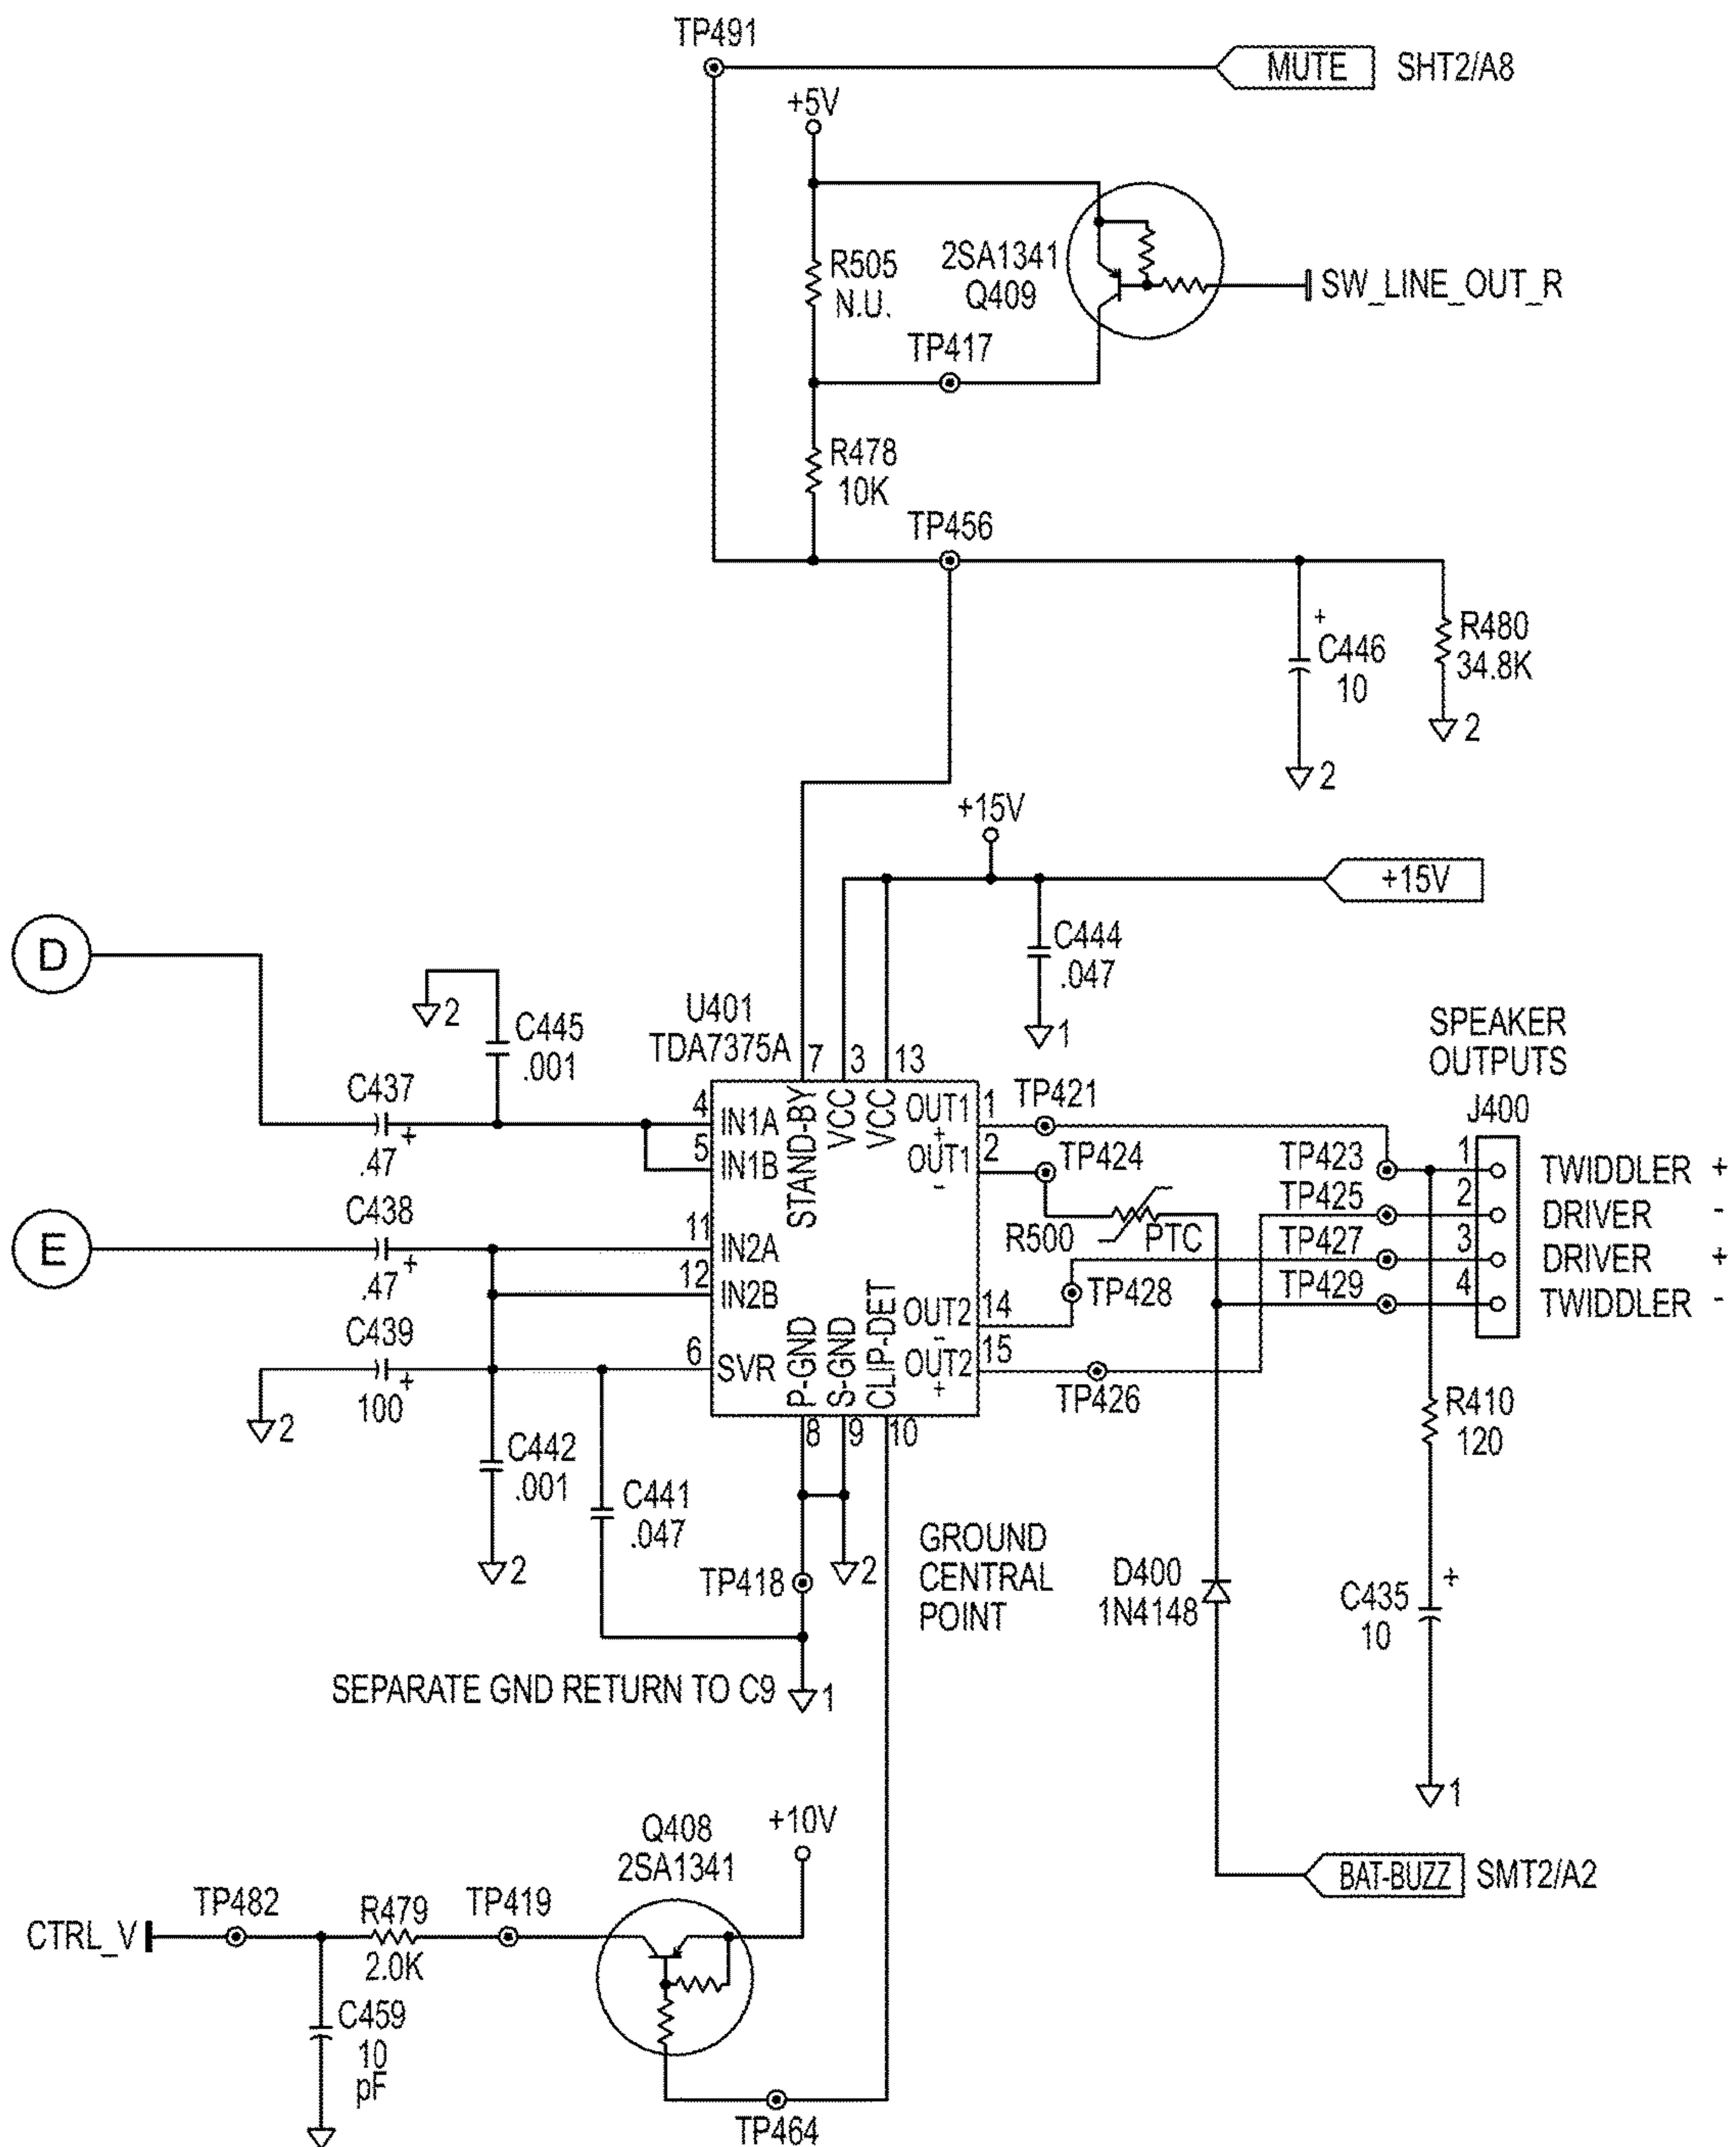 TP491
MUTE SHT2/A8
+5V
R505
N.U.
2SA1341
Q409
SW_LINE_OUT_R
TP417
R478
10K
TP456
+
C446
10
2
R480
34.8K
2
+15V
+15V
C444
.047
1
D
2
C445
.001
C437
+
.47
E
C438
+
.47
C439
+
100
2
C442
.001
2
C441
.047
U401
TDA7375A
7 3 13
STAND-BY VCC VCC
4 IN1A
5 IN1B
11 IN2A
12 IN2B
6 SVR
OUT1 1
+
OUT1 2
-
OUT2 14
-
OUT2 15
+
P-GND S-GND CLIP-DET
8 9 10
TP421
TP424
R500 PTC
TP428
TP426
TP423
TP425
TP427
TP429
SPEAKER
OUTPUTS
J400
1 TWIDDLER +
2 DRIVER -
3 DRIVER +
4 TWIDDLER -
R410
120
C435
+
10
1
D400
1N4148
BAT-BUZZ SMT2/A2
TP418
2
GROUND
CENTRAL
POINT
SEPARATE GND RETURN TO C9
1
Q408
2SA1341
+10V
CTRL_V
TP482
R479
2.0K
TP419
C459
10
pF
TP464